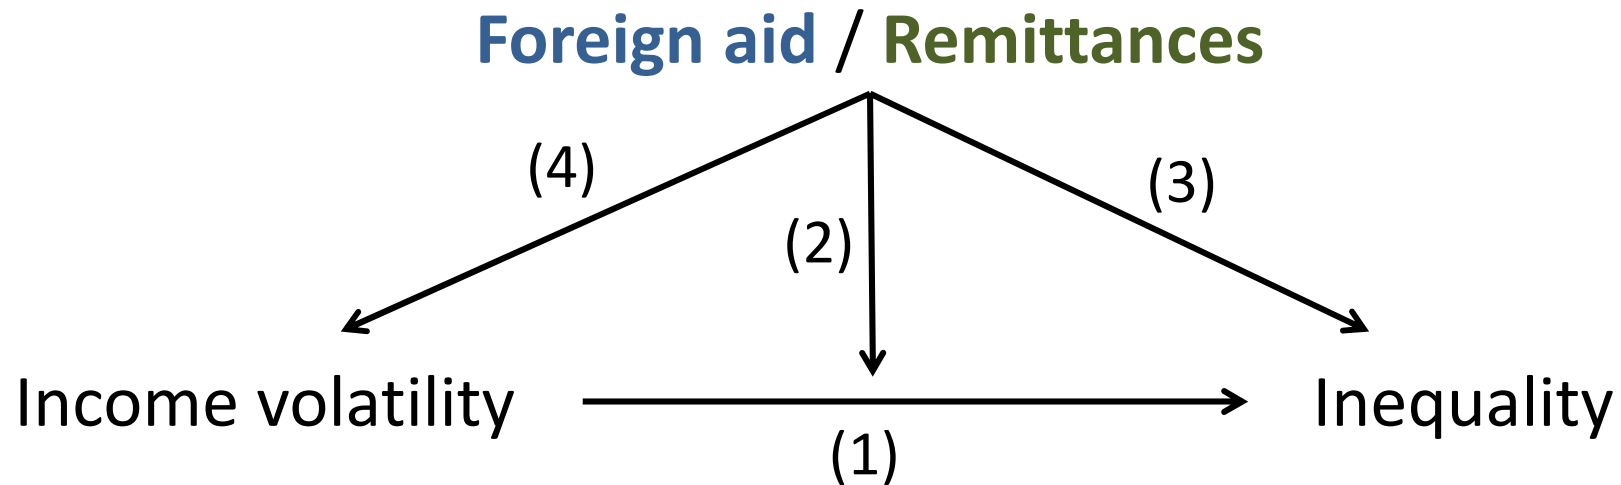 Foreign aid / Remittances
(4)
(3)
(2)
Income volatility
Inequality
(1)